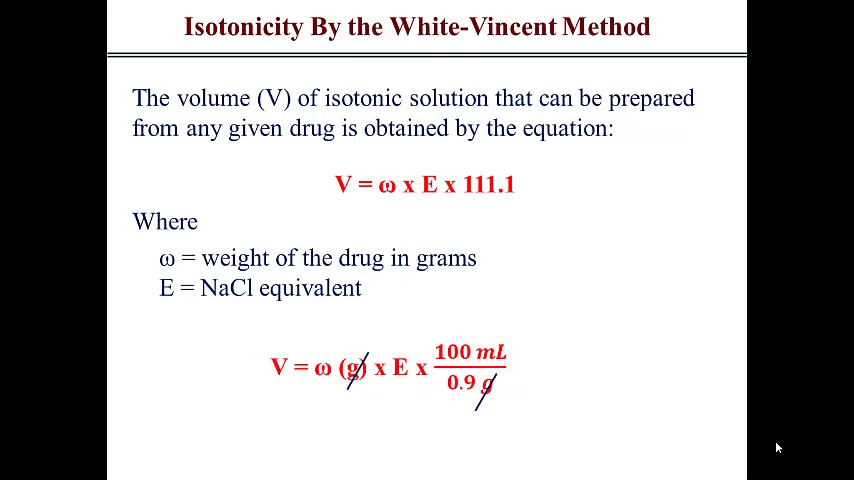 Isotonicity By the White-Vincent Method
The volume (V) of isotonic solution that can be prepared
from any given drug is obtained by the equation:
V = ω x E x 111.1
Where
ω = weight of the drug in grams
E = NaCl equivalent
V = ω (g) x E x 100 mL / 0.9 g